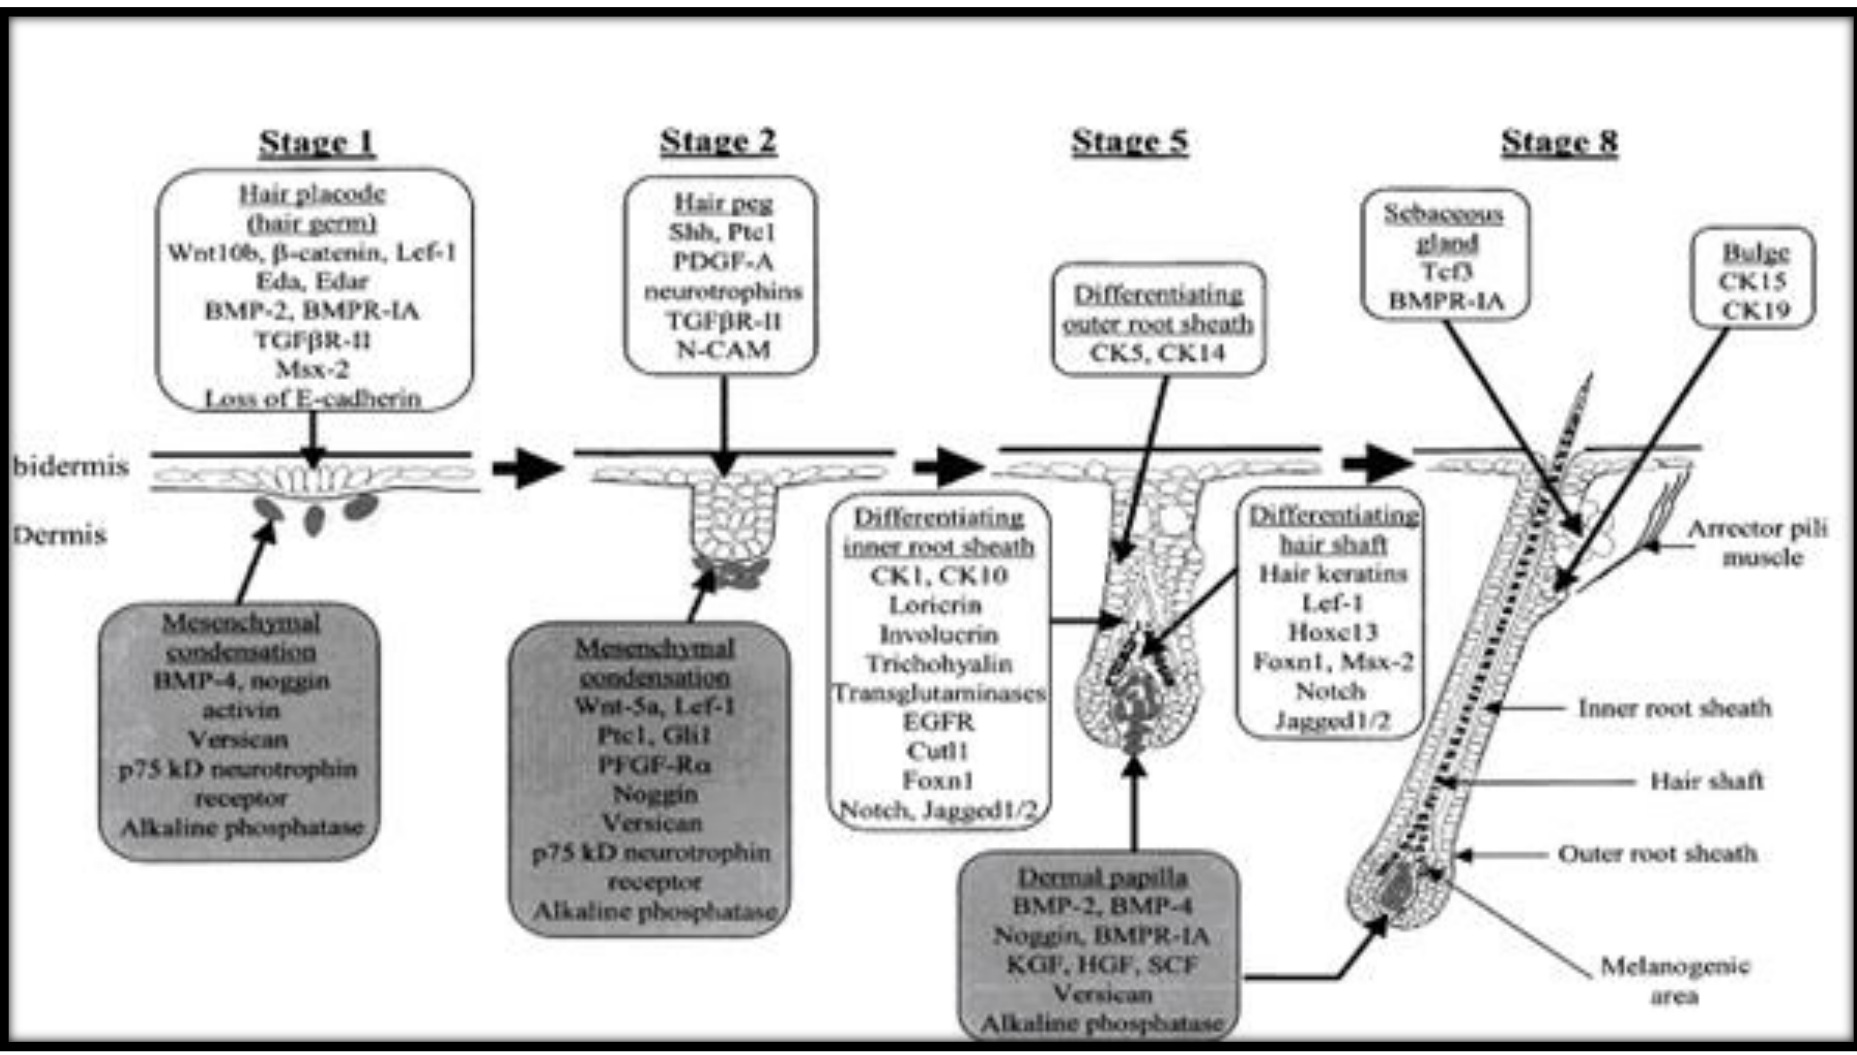 Stage 1
Hair placode
(hair germ)
Wnt10b, β-catenin, Lef-1
Eda, Edar
BMP-2, BMPR-IA
TGFβR-II
Msx-2
Loss of E-cadherin
bidermis
Dermis
Mesenchymal
condensation
BMP-4, noggin
activin
Versican
p75 kD neurotrophin
receptor
Alkaline phosphatase
Stage 2
Hair peg
Shh, Ptc1
PDGF-A
neurotrophins
TGFβR-II
N-CAM
Mesenchymal
condensation
Wnt-5a, Lef-1
Ptc1, Gli1
PFGF-Rα
Noggin
Versican
p75 kD neurotrophin
receptor
Alkaline phosphatase
Stage 5
Differentiating
outer root sheath
CK5, CK14
Differentiating
inner root sheath
CK1, CK10
Loricrin
Involucrin
Trichohyalin
Transglutaminases
EGFR
Cutl1
Foxn1
Notch, Jagged1/2
Differentiating
hair shaft
Hair keratins
Lef-1
Hoxc13
Foxn1, Msx-2
Notch
Jagged1/2
Dermal papilla
BMP-2, BMP-4
Noggin, BMPR-IA
KGF, HGF, SCF
Versican
Alkaline phosphatase
Stage 8
Sebaceous
gland
Tcf3
BMPR-IA
Bulge
CK15
CK19
Arrector pili
muscle
Inner root sheath
Hair shaft
Outer root sheath
Melanogenic
area